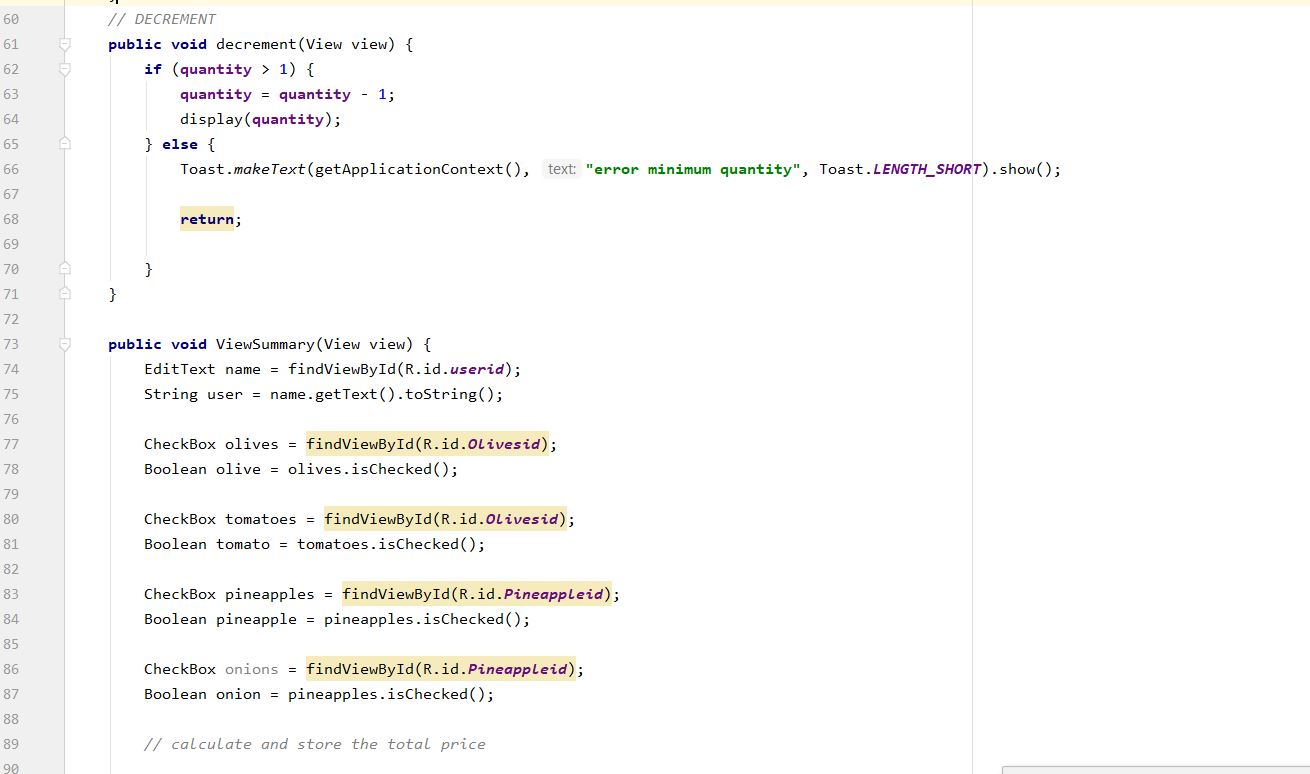 60 // DECREMENT
61 public void decrement(View view) {
62 if (quantity > 1) {
63 quantity = quantity - 1;
64 display(quantity);
65 } else {
66 Toast.makeText(getApplicationContext(), text: "error minimum quantity", Toast.LENGTH_SHORT).show();
67
68 return;
69
70 }
71 }
72
73 public void ViewSummary(View view) {
74 EditText name = findViewById(R.id.userid);
75 String user = name.getText().toString();
76
77 CheckBox olives = findViewById(R.id.Olivesid);
78 Boolean olive = olives.isChecked();
79
80 CheckBox tomatoes = findViewById(R.id.Olivesid);
81 Boolean tomato = tomatoes.isChecked();
82
83 CheckBox pineapples = findViewById(R.id.Pineappleid);
84 Boolean pineapple = pineapples.isChecked();
85
86 CheckBox onions = findViewById(R.id.Pineappleid);
87 Boolean onion = pineapples.isChecked();
88
89 // calculate and store the total price
90